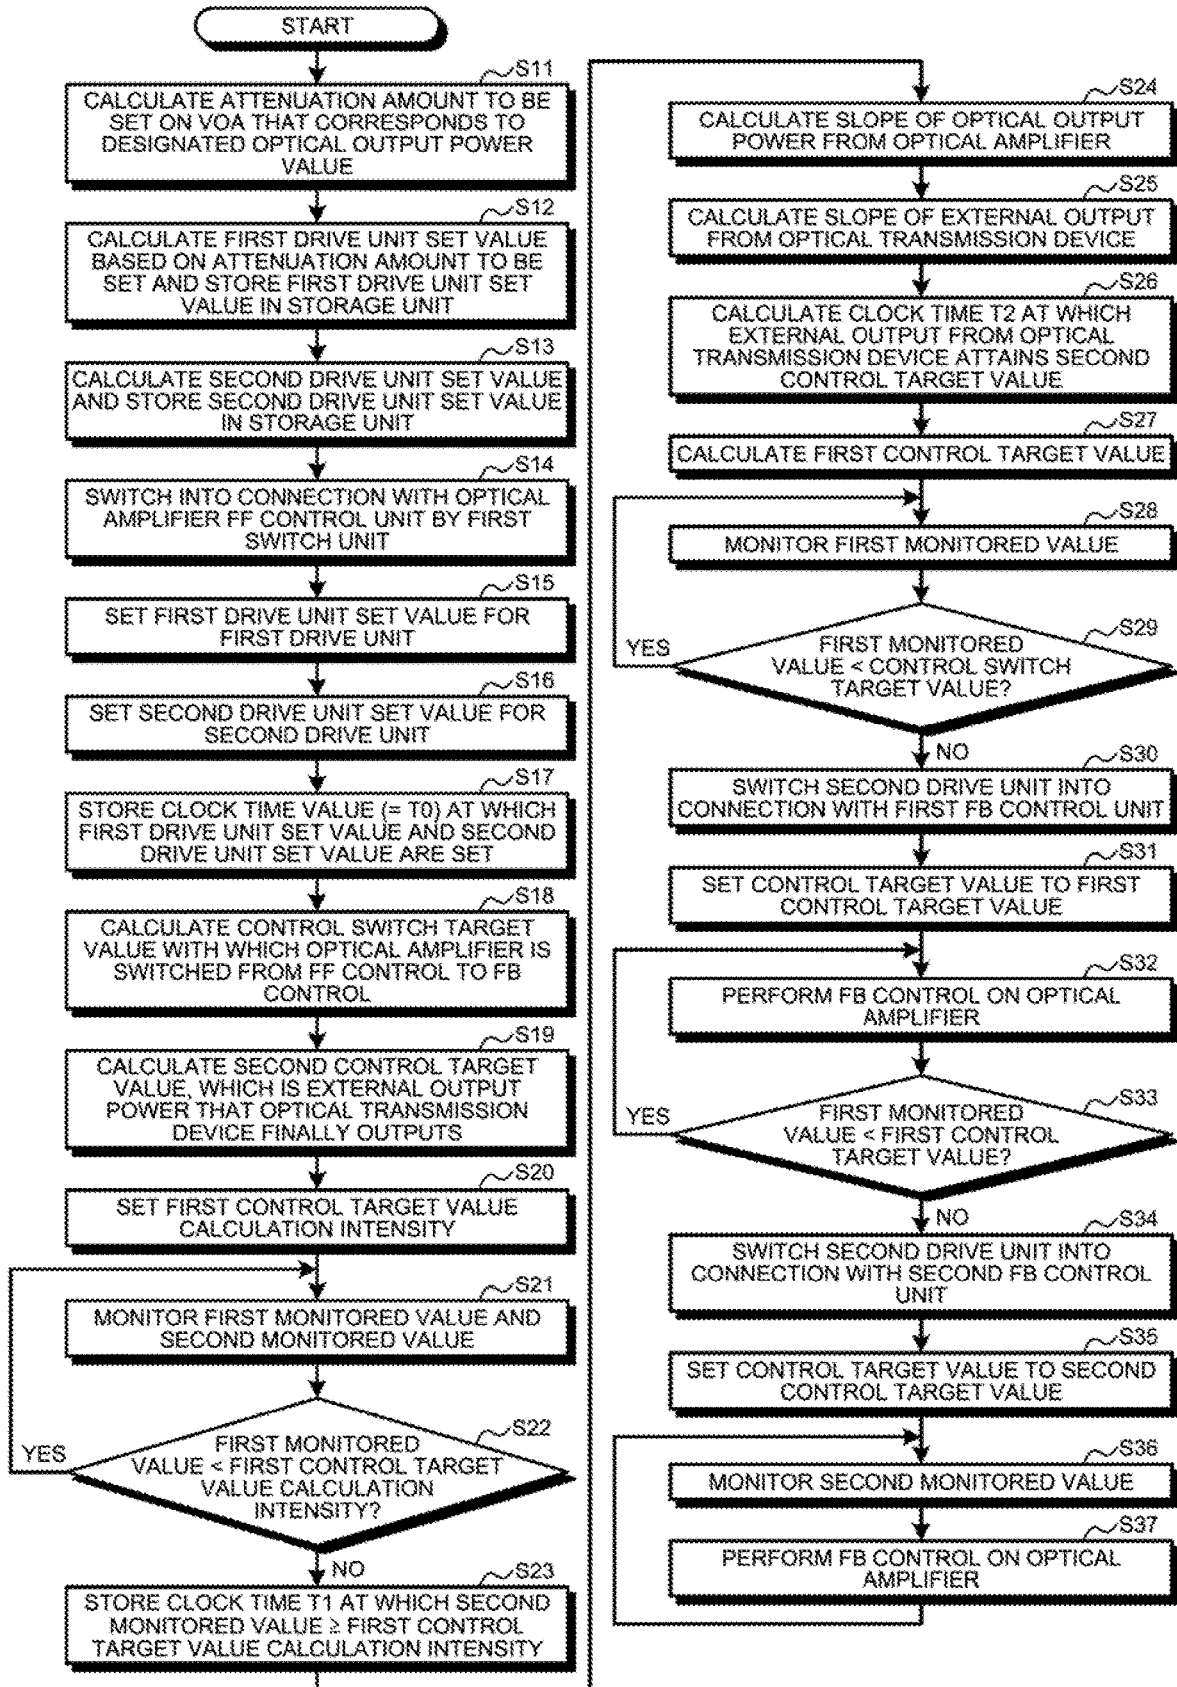 START
S11
CALCULATE ATTENUATION AMOUNT TO BE
SET ON VOA THAT CORRESPONDS TO
DESIGNATED OPTICAL OUTPUT POWER
VALUE
S12
CALCULATE FIRST DRIVE UNIT SET VALUE
BASED ON ATTENUATION AMOUNT TO BE
SET AND STORE FIRST DRIVE UNIT SET
VALUE IN STORAGE UNIT
S13
CALCULATE SECOND DRIVE UNIT SET VALUE
AND STORE SECOND DRIVE UNIT SET VALUE
IN STORAGE UNIT
S14
SWITCH INTO CONNECTION WITH OPTICAL
AMPLIFIER FF CONTROL UNIT BY FIRST
SWITCH UNIT
S15
SET FIRST DRIVE UNIT SET VALUE FOR
FIRST DRIVE UNIT
S16
SET SECOND DRIVE UNIT SET VALUE FOR
SECOND DRIVE UNIT
S17
STORE CLOCK TIME VALUE (= T0) AT WHICH
FIRST DRIVE UNIT SET VALUE AND SECOND
DRIVE UNIT SET VALUE ARE SET
S18
CALCULATE CONTROL SWITCH TARGET
VALUE WITH WHICH OPTICAL AMPLIFIER IS
SWITCHED FROM FF CONTROL TO FB
CONTROL
S19
CALCULATE SECOND CONTROL TARGET
VALUE, WHICH IS EXTERNAL OUTPUT
POWER THAT OPTICAL TRANSMISSION
DEVICE FINALLY OUTPUTS
S20
SET FIRST CONTROL TARGET VALUE
CALCULATION INTENSITY
S21
MONITOR FIRST MONITORED VALUE AND
SECOND MONITORED VALUE
S22
YES
FIRST MONITORED
VALUE < FIRST CONTROL TARGET
VALUE CALCULATION
INTENSITY?
NO
S23
STORE CLOCK TIME T1 AT WHICH SECOND
MONITORED VALUE ≥ FIRST CONTROL
TARGET VALUE CALCULATION INTENSITY
S24
CALCULATE SLOPE OF OPTICAL OUTPUT
POWER FROM OPTICAL AMPLIFIER
S25
CALCULATE SLOPE OF EXTERNAL OUTPUT
FROM OPTICAL TRANSMISSION DEVICE
S26
CALCULATE CLOCK TIME T2 AT WHICH
EXTERNAL OUTPUT FROM OPTICAL
TRANSMISSION DEVICE ATTAINS SECOND
CONTROL TARGET VALUE
S27
CALCULATE FIRST CONTROL TARGET VALUE
S28
MONITOR FIRST MONITORED VALUE
S29
YES
FIRST MONITORED
VALUE < CONTROL SWITCH
TARGET VALUE?
NO
S30
SWITCH SECOND DRIVE UNIT INTO
CONNECTION WITH FIRST FB CONTROL UNIT
S31
SET CONTROL TARGET VALUE TO FIRST
CONTROL TARGET VALUE
S32
PERFORM FB CONTROL ON OPTICAL
AMPLIFIER
S33
YES
FIRST MONITORED
VALUE < FIRST CONTROL
TARGET VALUE?
NO
S34
SWITCH SECOND DRIVE UNIT INTO
CONNECTION WITH SECOND FB CONTROL
UNIT
S35
SET CONTROL TARGET VALUE TO SECOND
CONTROL TARGET VALUE
S36
MONITOR SECOND MONITORED VALUE
S37
PERFORM FB CONTROL ON OPTICAL
AMPLIFIER